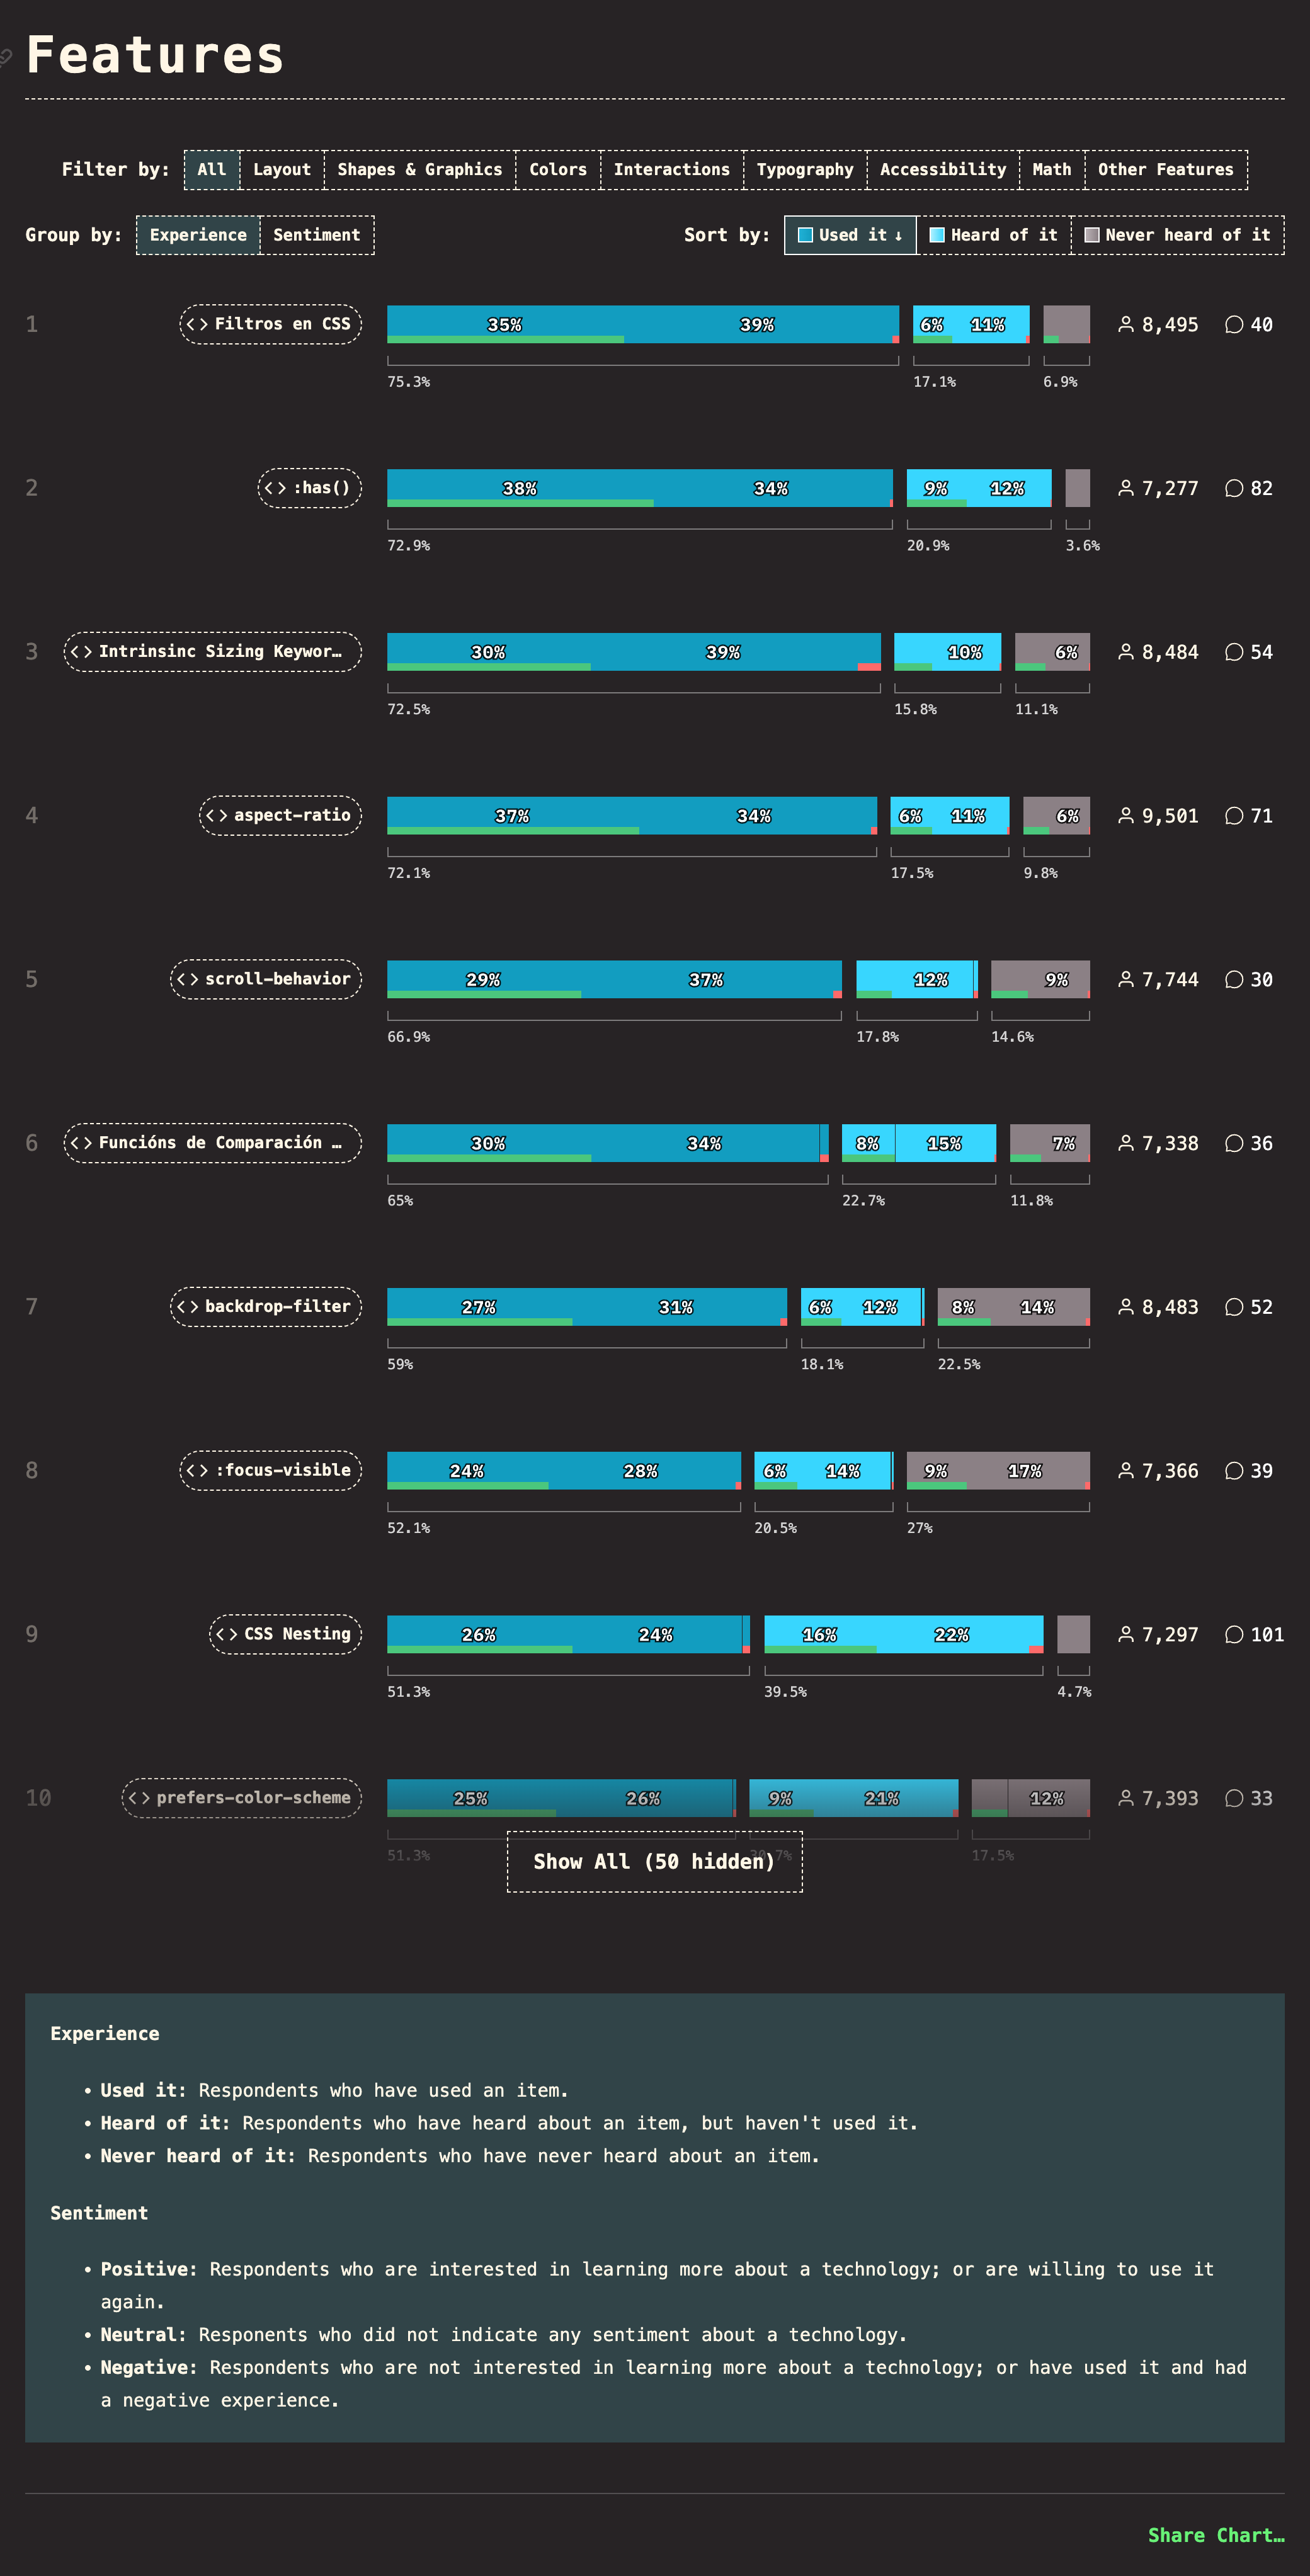 Features
Filter by: All Layout Shapes & Graphics Colors Interactions Typography Accessibility Math Other Features
Group by: Experience Sentiment Sort by: Used it ↓ Heard of it Never heard of it
1 <> Filtros en CSS 35% 39% 6% 11% 8,495 40
75.3% 17.1% 6.9%
2 <> :has() 38% 34% 9% 12% 7,277 82
72.9% 20.9% 3.6%
3 <> Intrinsinc Sizing Keywor… 30% 39% 10% 6% 8,484 54
72.5% 15.8% 11.1%
4 <> aspect-ratio 37% 34% 6% 11% 6% 9,501 71
72.1% 17.5% 9.8%
5 <> scroll-behavior 29% 37% 12% 9% 7,744 30
66.9% 17.8% 14.6%
6 <> Funcións de Comparación … 30% 34% 8% 15% 7% 7,338 36
65% 22.7% 11.8%
7 <> backdrop-filter 27% 31% 6% 12% 8% 14% 8,483 52
59% 18.1% 22.5%
8 <> :focus-visible 24% 28% 6% 14% 9% 17% 7,366 39
52.1% 20.5% 27%
9 <> CSS Nesting 26% 24% 16% 22% 7,297 101
51.3% 39.5% 4.7%
10 <> prefers-color-scheme 25% 26% 9% 21% 12% 7,393 33
51.3% 17.5%
Show All (50 hidden)
Experience
• Used it: Respondents who have used an item.
• Heard of it: Respondents who have heard about an item, but haven't used it.
• Never heard of it: Respondents who have never heard about an item.
Sentiment
• Positive: Respondents who are interested in learning more about a technology; or are willing to use it
again.
• Neutral: Responents who did not indicate any sentiment about a technology.
• Negative: Respondents who are not interested in learning more about a technology; or have used it and had
a negative experience.
Share Chart…